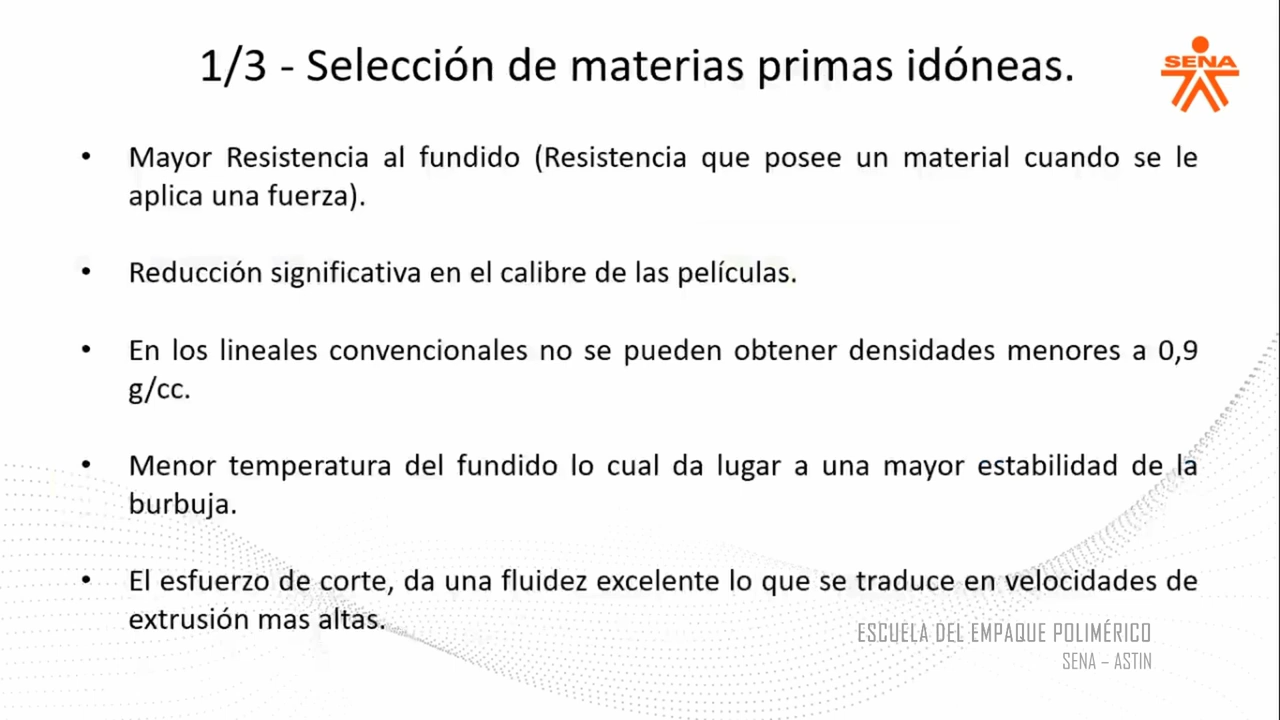 1/3 - Selección de materias primas idóneas.
SENA
• Mayor Resistencia al fundido (Resistencia que posee un material cuando se le
aplica una fuerza).
• Reducción significativa en el calibre de las películas.
• En los lineales convencionales no se pueden obtener densidades menores a 0,9
g/cc.
• Menor temperatura del fundido lo cual da lugar a una mayor estabilidad de la
burbuja.
• El esfuerzo de corte, da una fluidez excelente lo que se traduce en velocidades de
extrusión mas altas.
ESCUELA DEL EMPAQUE POLIMÉRICO
SENA – ASTIN